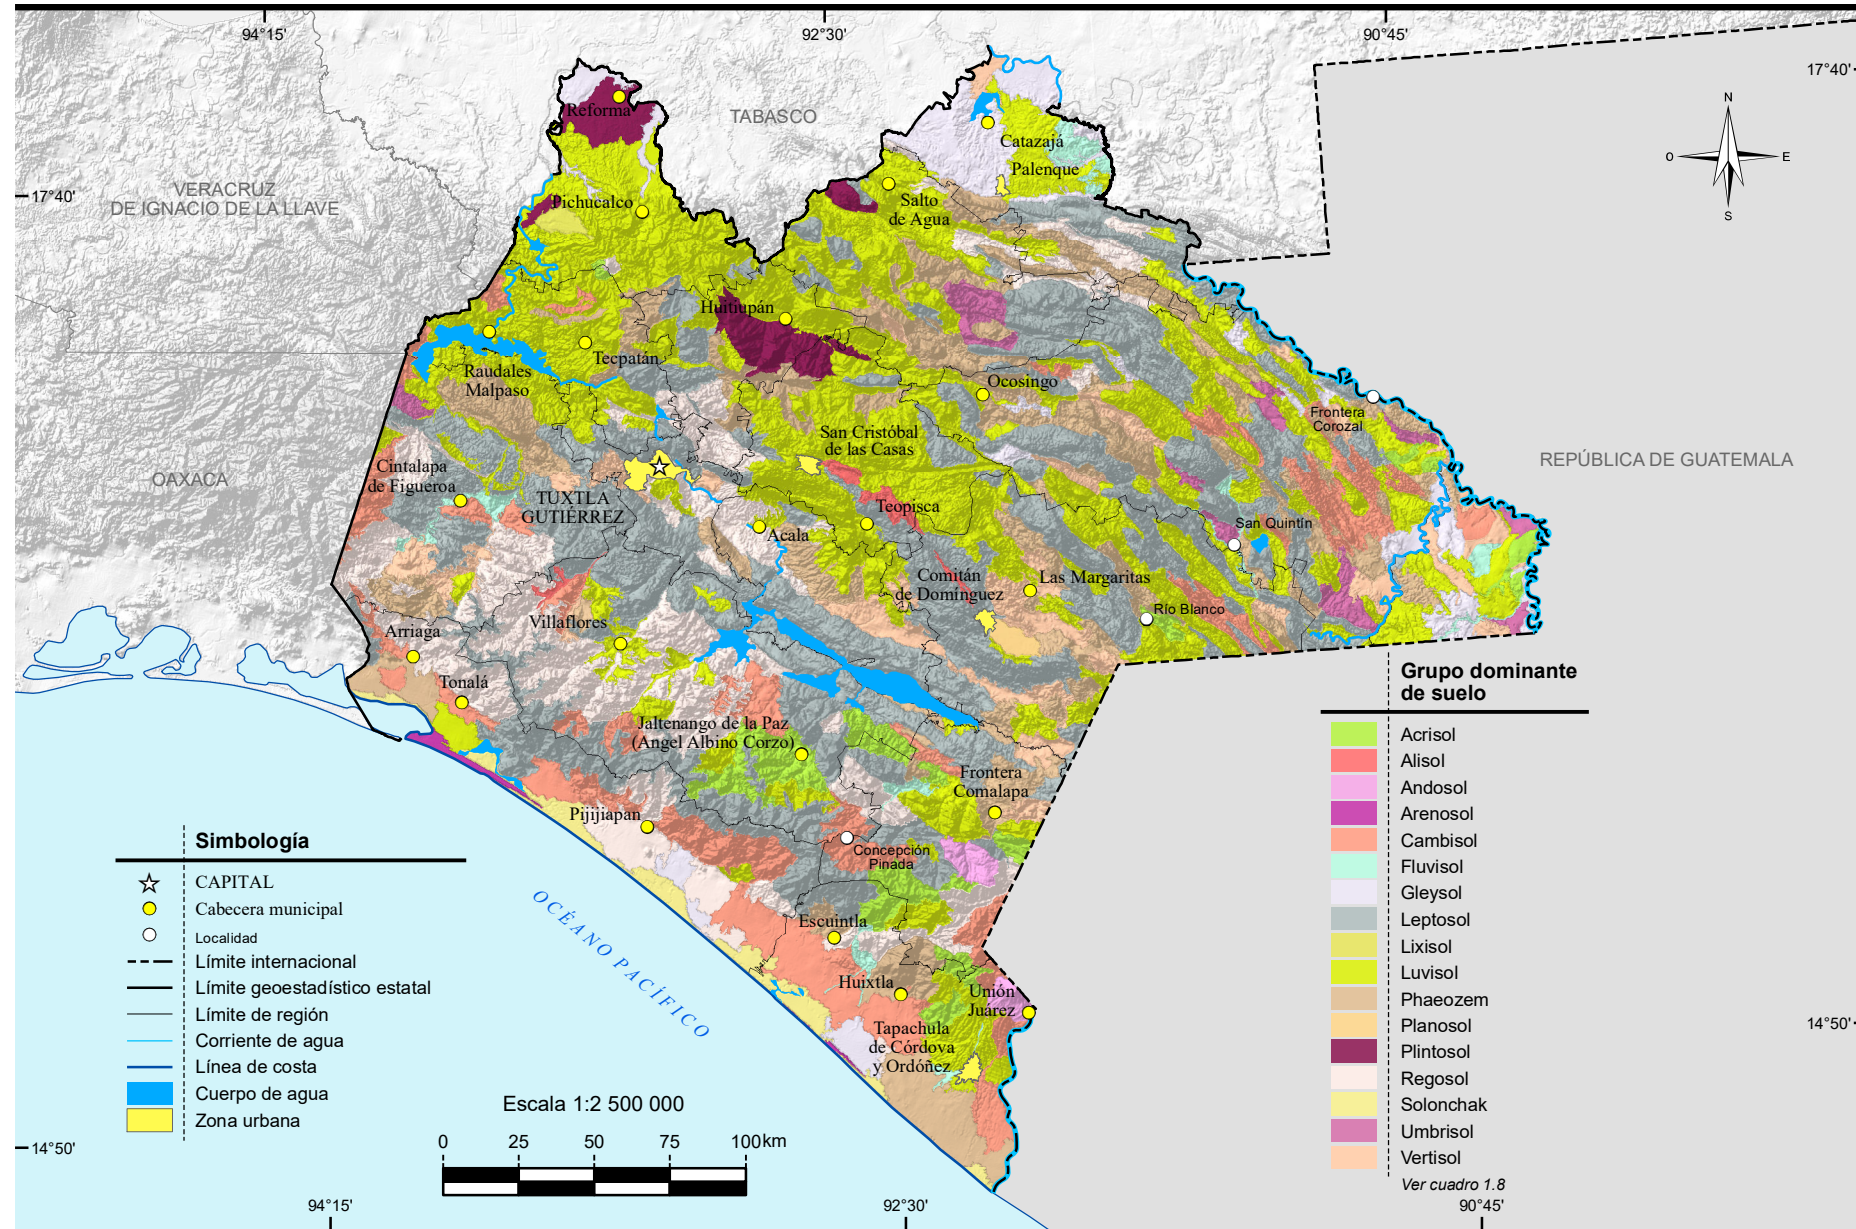 94°15'
92°30'
90°45'
17°40'
17°40'
N
O
E
S
TABASCO
VERACRUZ
DE IGNACIO DE LA LLAVE
OAXACA
REPÚBLICA DE GUATEMALA
Reforma
Catazajá
Palenque
Pichucalco
Salto
de Agua
Huitiupán
Tecpatán
Raudales
Malpaso
Ocosingo
Frontera
Corozal
San Cristóbal
de las Casas
Cintalapa
de Figueroa
TUXTLA
GUTIÉRREZ
Teopisca
Acala
San Quintín
Comitán
de Domínguez
Las Margaritas
Río Blanco
Villaflores
Arriaga
Tonalá
Jaltenango de la Paz
(Angel Albino Corzo)
Frontera
Comalapa
Pijijiapan
Concepción
Pinada
Escuintla
Huixtla
Unión
Juárez
Tapachula
de Córdova
y Ordóñez
OCÉANO PACÍFICO
Simbología
CAPITAL
Cabecera municipal
Localidad
Límite internacional
Límite geoestadístico estatal
Límite de región
Corriente de agua
Línea de costa
Cuerpo de agua
Zona urbana
Escala 1:2 500 000
0 25 50 75 100 km
Grupo dominante
de suelo
Acrisol
Alisol
Andosol
Arenosol
Cambisol
Fluvisol
Gleysol
Leptosol
Lixisol
Luvisol
Phaeozem
Planosol
Plintosol
Regosol
Solonchak
Umbrisol
Vertisol
Ver cuadro 1.8
14°50'
14°50'
94°15'
92°30'
90°45'